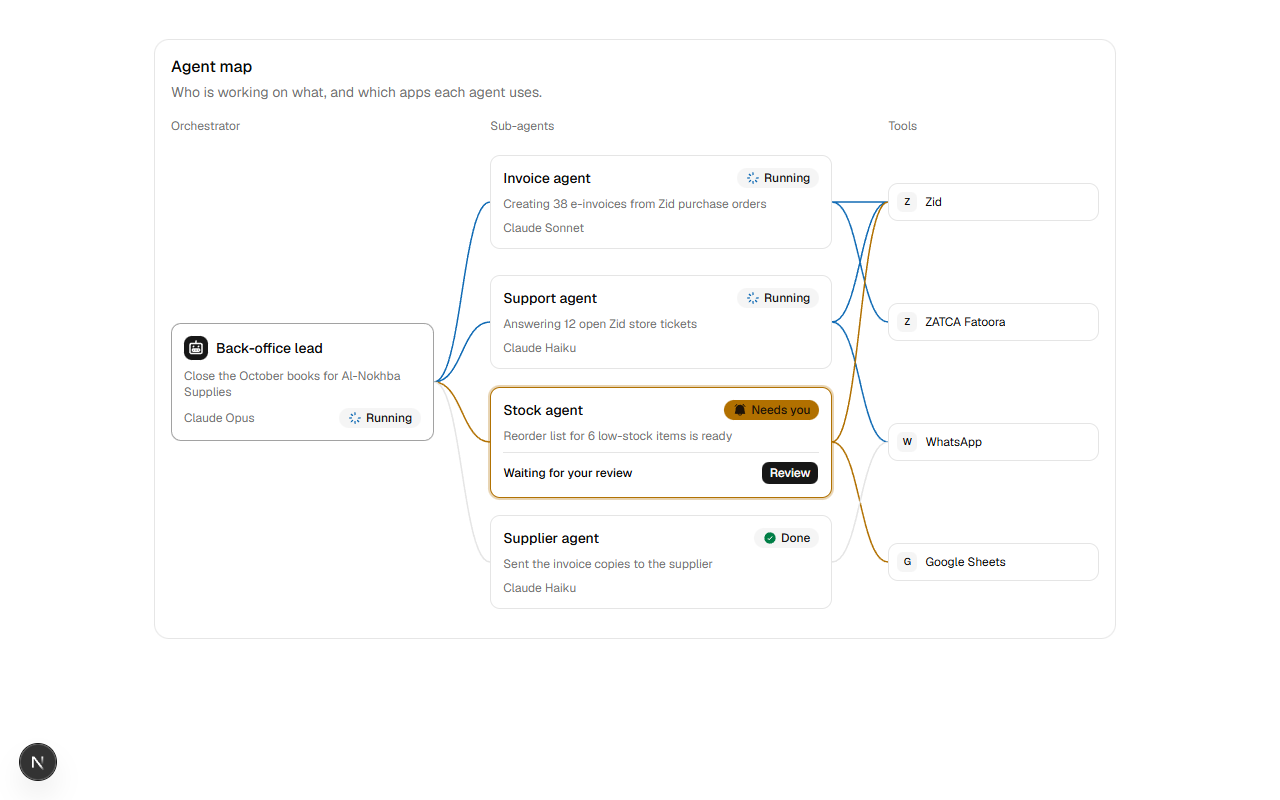 Agent map
Who is working on what, and which apps each agent uses.
Orchestrator
Sub-agents
Tools
Back-office lead
Close the October books for Al-Nokhba
Supplies
Claude Opus
Running
Invoice agent
Running
Creating 38 e-invoices from Zid purchase orders
Claude Sonnet
Support agent
Running
Answering 12 open Zid store tickets
Claude Haiku
Stock agent
Needs you
Reorder list for 6 low-stock items is ready
Waiting for your review
Review
Supplier agent
Done
Sent the invoice copies to the supplier
Claude Haiku
Z
Zid
Z
ZATCA Fatoora
W
WhatsApp
G
Google Sheets
N